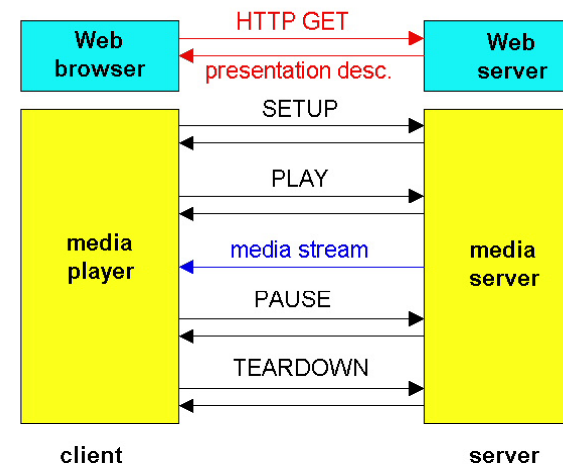 HTTP GET
Web
browser
Web
server
presentation desc.
SETUP
PLAY
media
player
media stream
media
server
PAUSE
TEARDOWN
client
server